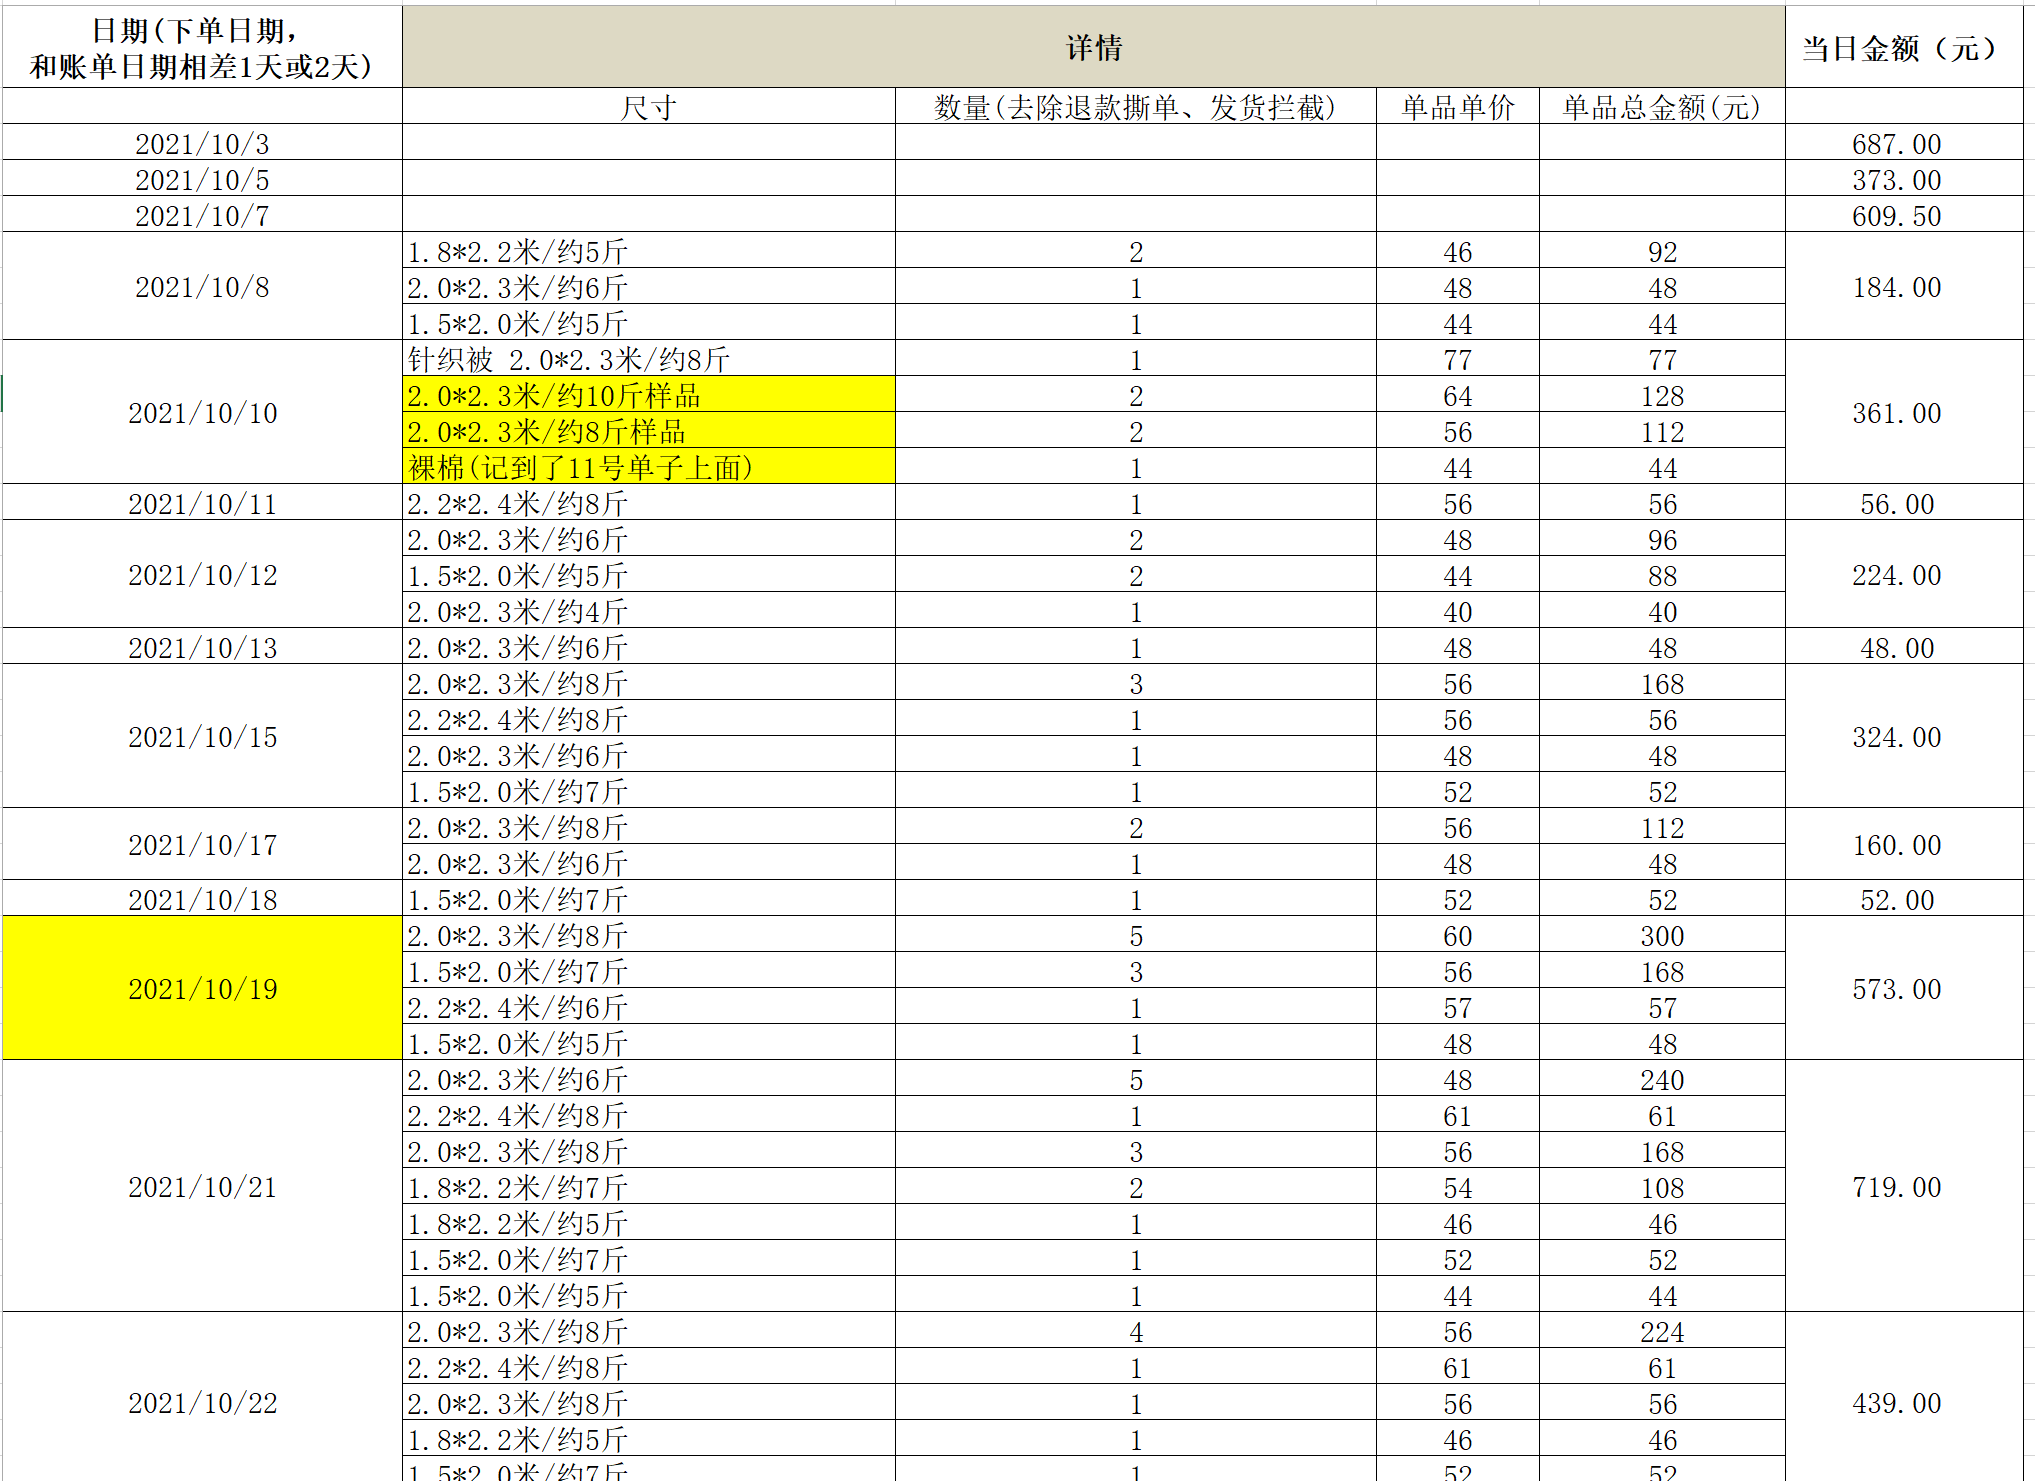 日期(下单日期，
和账单日期相差1天或2天)
详情
当日金额（元）
尺寸 数量(去除退款撕单、发货拦截) 单品单价 单品总金额(元)
2021/10/3 687.00
2021/10/5 373.00
2021/10/7 609.50
2021/10/8
1.8*2.2米/约5斤 2 46 92
2.0*2.3米/约6斤 1 48 48
1.5*2.0米/约5斤 1 44 44
184.00
2021/10/10
针织被 2.0*2.3米/约8斤 1 77 77
2.0*2.3米/约10斤样品 2 64 128
2.0*2.3米/约8斤样品 2 56 112
裸棉(记到了11号单子上面) 1 44 44
361.00
2021/10/11 2.2*2.4米/约8斤 1 56 56 56.00
2021/10/12
2.0*2.3米/约6斤 2 48 96
1.5*2.0米/约5斤 2 44 88
2.0*2.3米/约4斤 1 40 40
224.00
2021/10/13 2.0*2.3米/约6斤 1 48 48 48.00
2021/10/15
2.0*2.3米/约8斤 3 56 168
2.2*2.4米/约8斤 1 56 56
2.0*2.3米/约6斤 1 48 48
1.5*2.0米/约7斤 1 52 52
324.00
2021/10/17
2.0*2.3米/约8斤 2 56 112
2.0*2.3米/约6斤 1 48 48
160.00
2021/10/18 1.5*2.0米/约7斤 1 52 52 52.00
2021/10/19
2.0*2.3米/约8斤 5 60 300
1.5*2.0米/约7斤 3 56 168
2.2*2.4米/约6斤 1 57 57
1.5*2.0米/约5斤 1 48 48
573.00
2021/10/21
2.0*2.3米/约6斤 5 48 240
2.2*2.4米/约8斤 1 61 61
2.0*2.3米/约8斤 3 56 168
1.8*2.2米/约7斤 2 54 108
1.8*2.2米/约5斤 1 46 46
1.5*2.0米/约7斤 1 52 52
1.5*2.0米/约5斤 1 44 44
719.00
2021/10/22
2.0*2.3米/约8斤 4 56 224
2.2*2.4米/约8斤 1 61 61
2.0*2.3米/约8斤 1 56 56
1.8*2.2米/约5斤 1 46 46
1.5*2.0米/约7斤 1 52 52
439.00